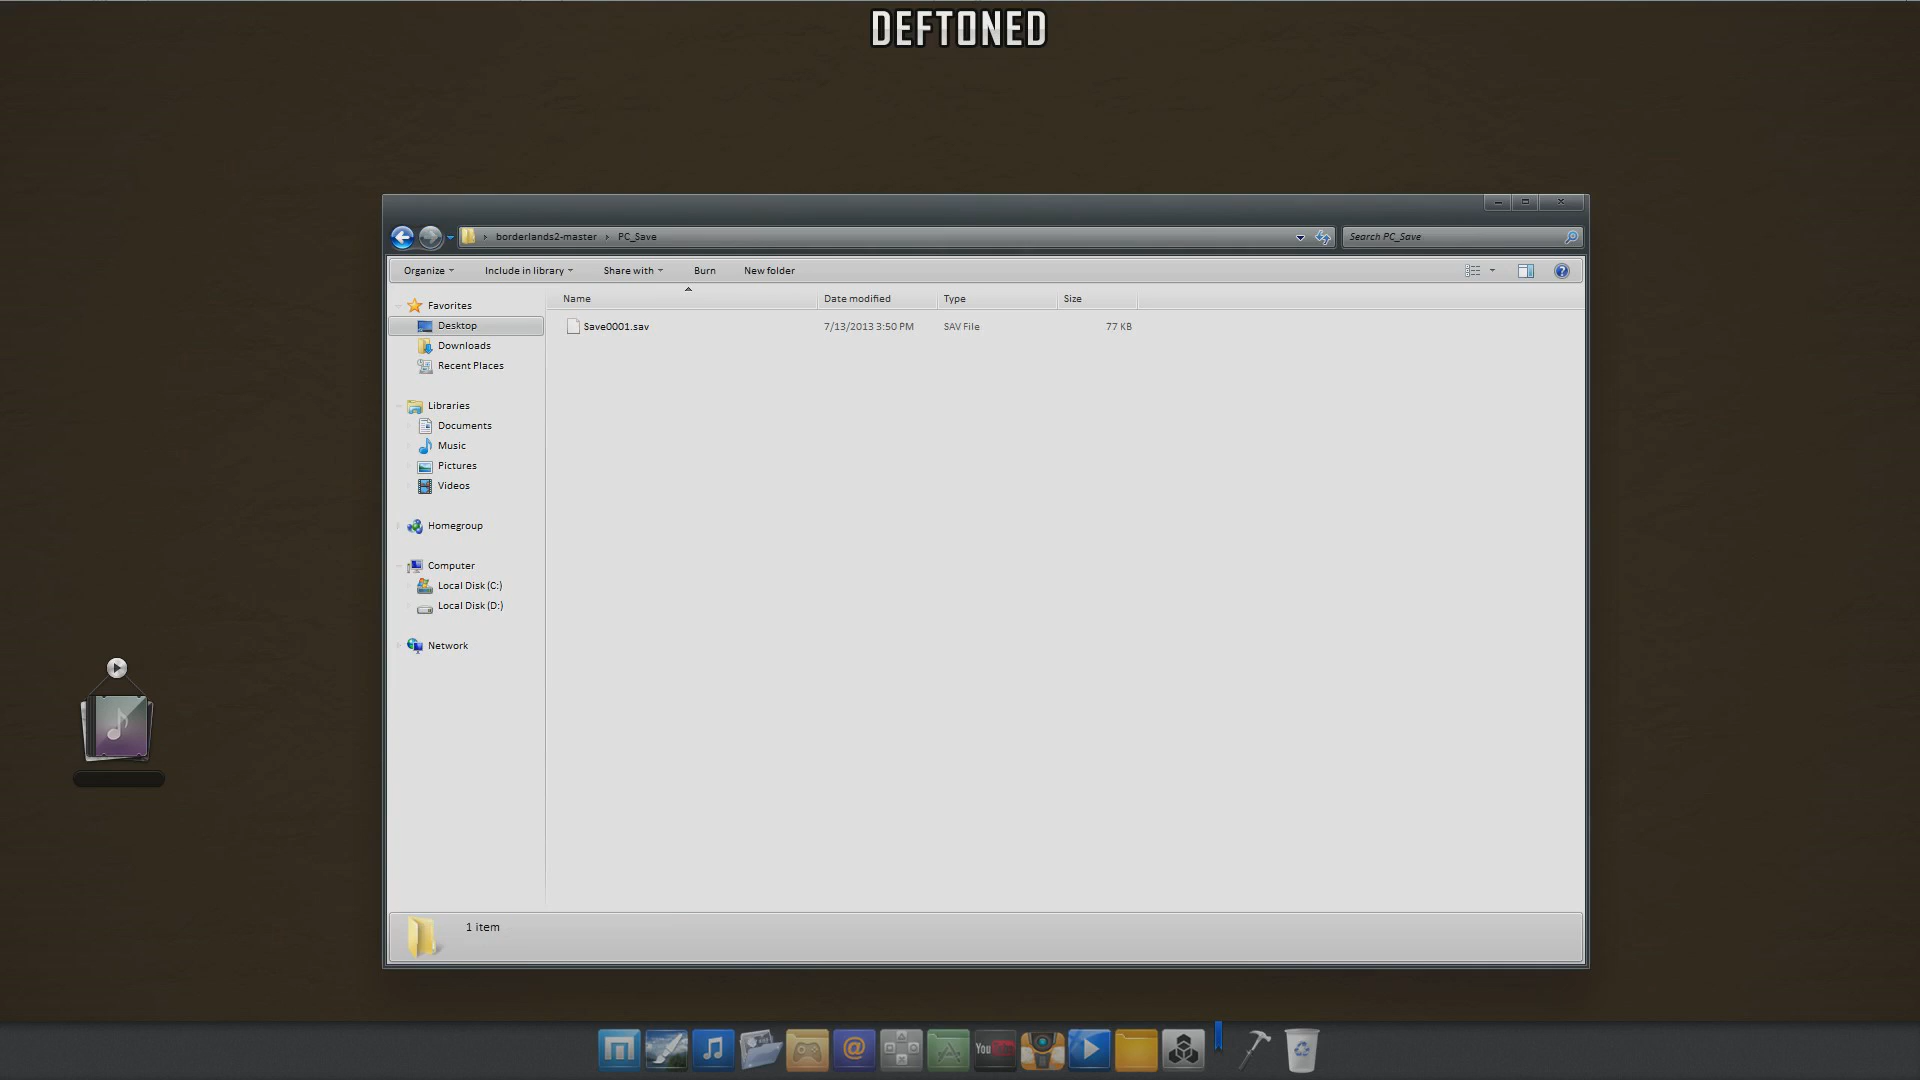 DEFTONED
borderlands2-master PC_Save
Search PC_Save
Organize Include in library Share with Burn New folder
Name Date modified Type Size
Favorites
Desktop
Downloads
Recent Places
Libraries
Documents
Music
Pictures
Videos
Homegroup
Computer
Local Disk (C:)
Local Disk (D:)
Network
Save0001.sav 7/13/2013 3:50 PM SAV File 77 KB
1 item
You